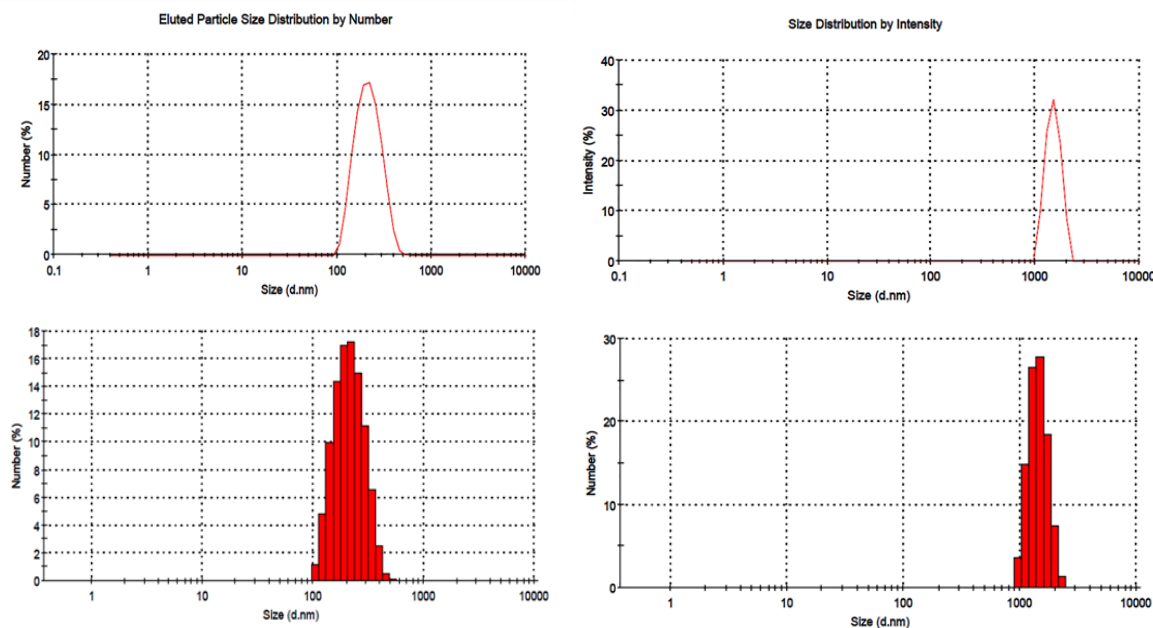 Eluted Particle Size Distribution by Number
20
15
10
5
0
Number (%)
0.1 1 10 100 1000 10000
Size (d.nm)
Size Distribution by Intensity
40
30
20
10
0
Intensity (%)
0.1 1 10 100 1000 10000
Size (d.nm)
18
16
14
12
10
8
6
4
2
0
Number (%)
1 10 100 1000 10000
Size (d.nm)
30
20
10
0
Number (%)
1 10 100 1000 10000
Size (d.nm)